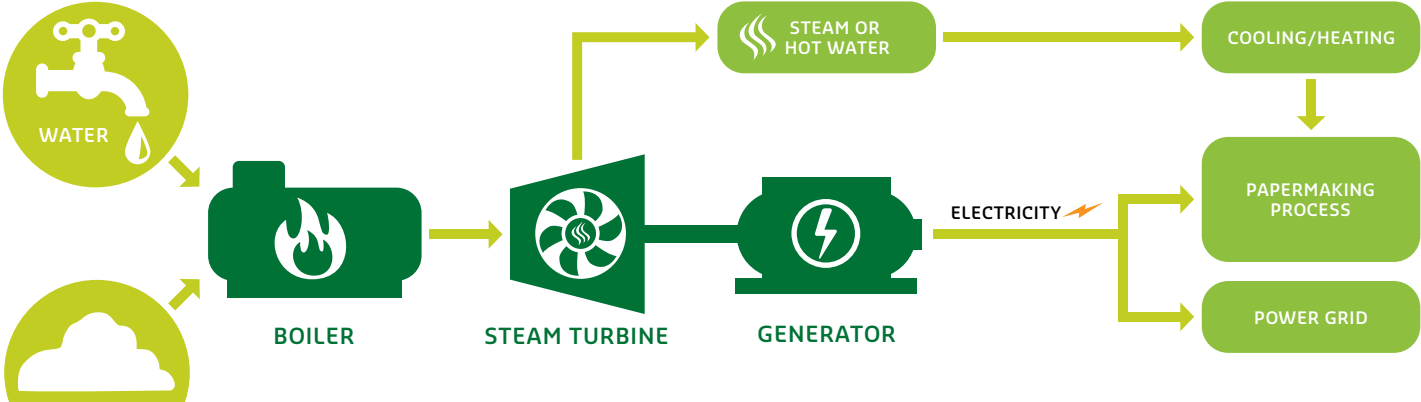 STEAM OR
HOT WATER
COOLING/HEATING
WATER
PAPERMAKING
PROCESS
ELECTRICITY
POWER GRID
BOILER
STEAM TURBINE
GENERATOR